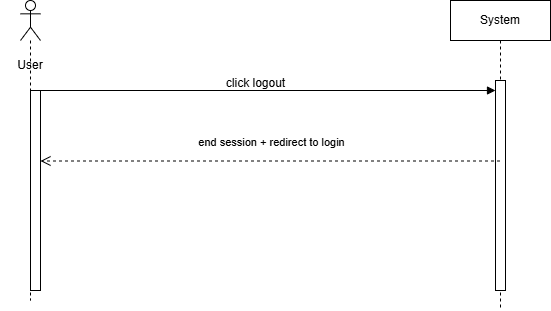 System
User
click logout
end session + redirect to login